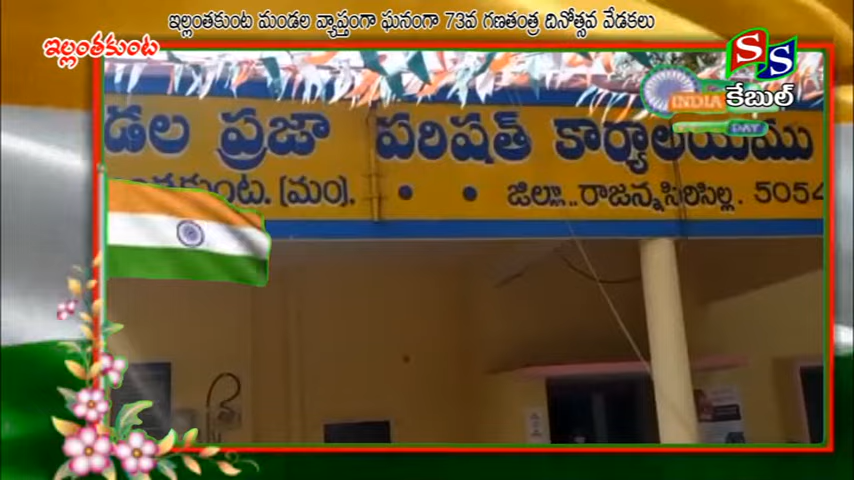 ఇల్లంతకుంట మండల వ్యాప్తంగా ఘనంగా 73వ గణతంత్ర దినోత్సవ వేడకలు
ఇల్లంతకుంట
SS
కేబుల్
INDIA
DAY
డల ప్రజా పరిషత్ కార్యాలయము
కుంట. (మం). • • జిల్లా..రాజన్నసిరిసిల్ల. 5054